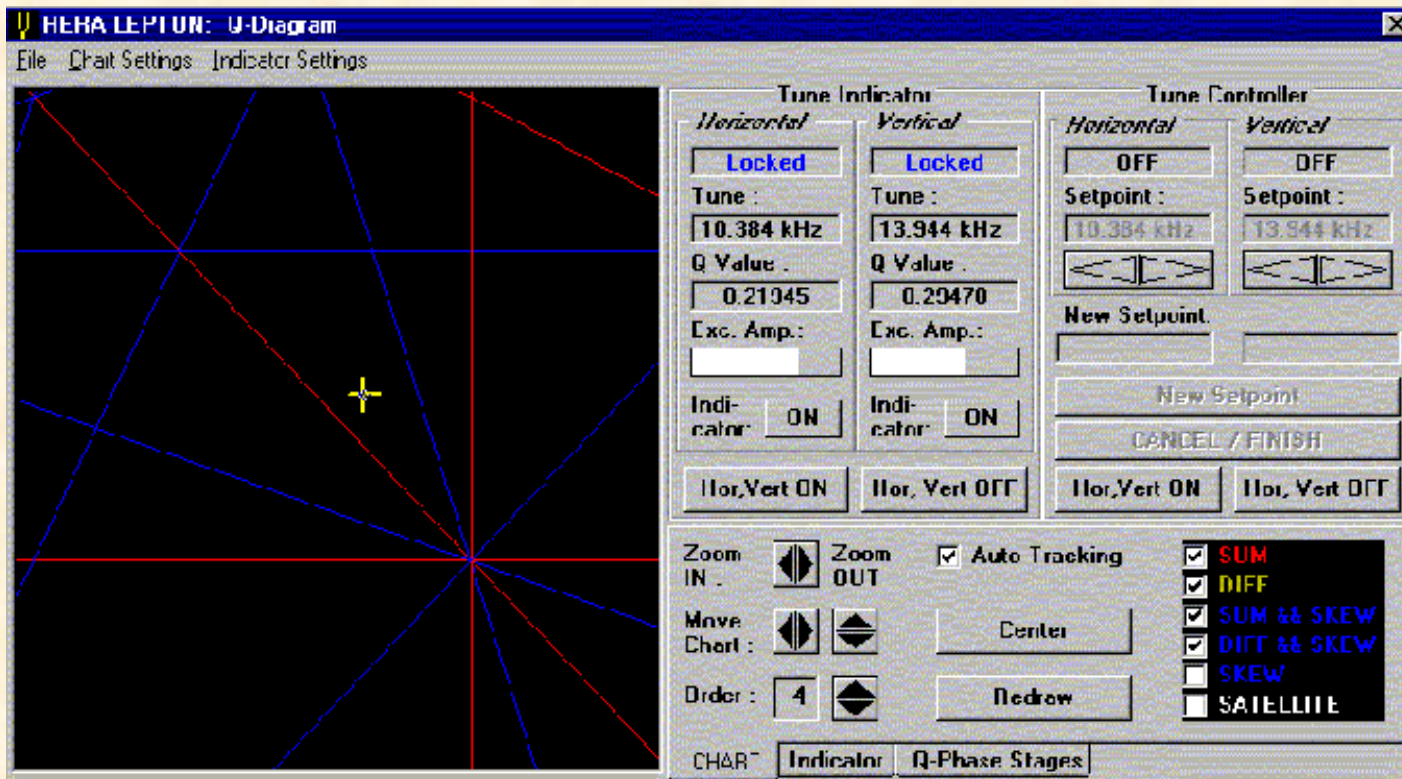 HERA LEPTON: Q-Diagram
File Chart Settings Indicator Settings
Tune Indicator
Horizontal Vertical
Locked Locked
Tune : Tune :
10.384 kHz 13.944 kHz
Q Value : Q Value :
0.21945 0.29470
Exc. Amp.: Exc. Amp.:
Indi- Indi-
cator: ON cator: ON
Hor,Vert ON Hor, Vert OFF
Tune Controller
Horizontal Vertical
OFF OFF
Setpoint : Setpoint :
10.384 kHz 13.944 kHz
New Setpoint:
New Setpoint
CANCEL / FINISH
Hor,Vert ON Hor, Vert OFF
Zoom Zoom
IN : OUT
Move
Chart :
Order : 4
Auto Tracking
Center
Redraw
SUM
DIFF
SUM && SKEW
DIFF && SKEW
SKEW
SATELLITE
CHART Indicator Q-Phase Stages